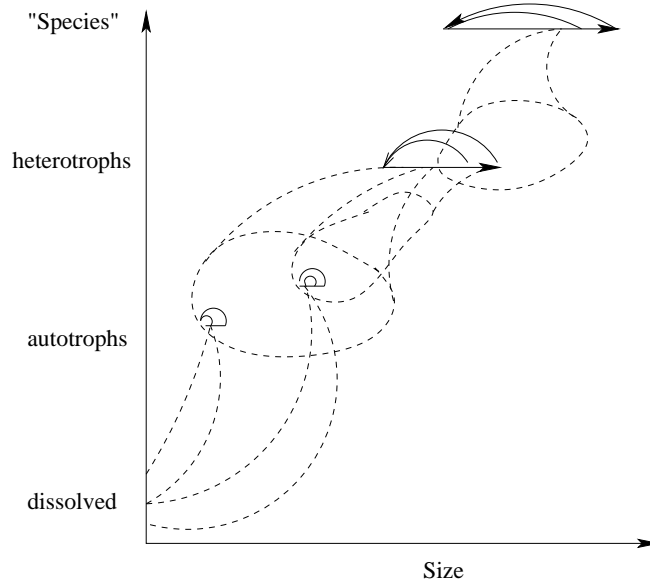 "Species"
heterotrophs
autotrophs
dissolved
Size